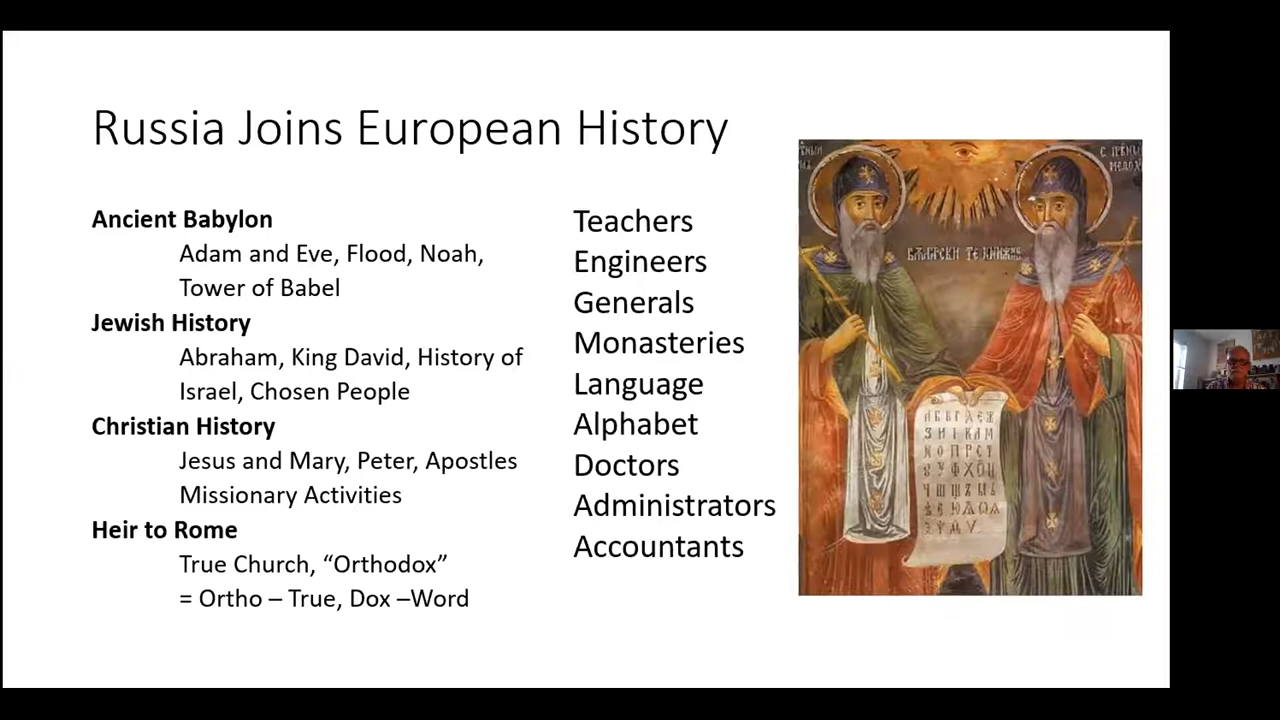 Russia Joins European History
Ancient Babylon
Adam and Eve, Flood, Noah,
Tower of Babel
Jewish History
Abraham, King David, History of
Israel, Chosen People
Christian History
Jesus and Mary, Peter, Apostles
Missionary Activities
Heir to Rome
True Church, “Orthodox”
= Ortho – True, Dox –Word
Teachers
Engineers
Generals
Monasteries
Language
Alphabet
Doctors
Administrators
Accountants